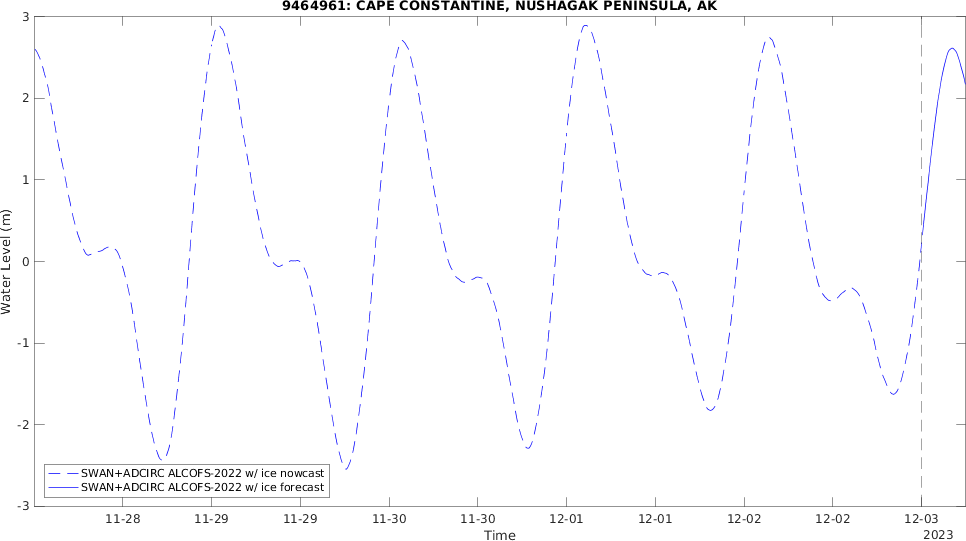 9464961: CAPE CONSTANTINE, NUSHAGAK PENINSULA, AK
3
2
1
0
-1
-2
-3
Water Level (m)
SWAN+ADCIRC ALCOFS-2022 w/ ice nowcast
SWAN+ADCIRC ALCOFS-2022 w/ ice forecast
11-28 11-29 11-29 11-30 11-30 12-01 12-01 12-02 12-02 12-03
Time 2023